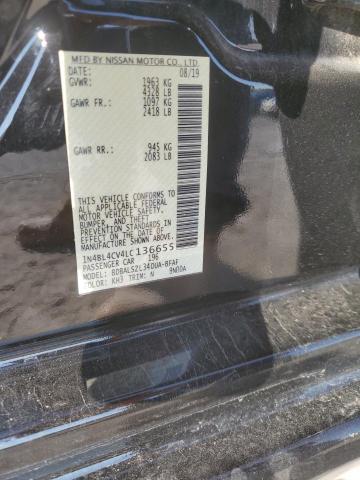 MFD BY NISSAN MOTOR CO., LTD.
DATE: 08/19
GVWR: 1963 KG
4328 LB
GAWR FR: 1097 KG
2418 LB
GAWR RR: 945 KG
2083 LB
THIS VEHICLE CONFORMS TO ALL
APPLICABLE FEDERAL
MOTOR VEHICLE SAFETY,
BUMPER, AND THEFT PREVENTION
STANDARDS IN EFFECT ON
THE DATE OF MANUFACTURE
SHOWN ABOVE.
1N4BL4CV4LC136655
PASSENGER CAR 196
MODEL: BDBALSZL34DUA-BFAF
COLOR: KH3 TRIM: N 9N00A